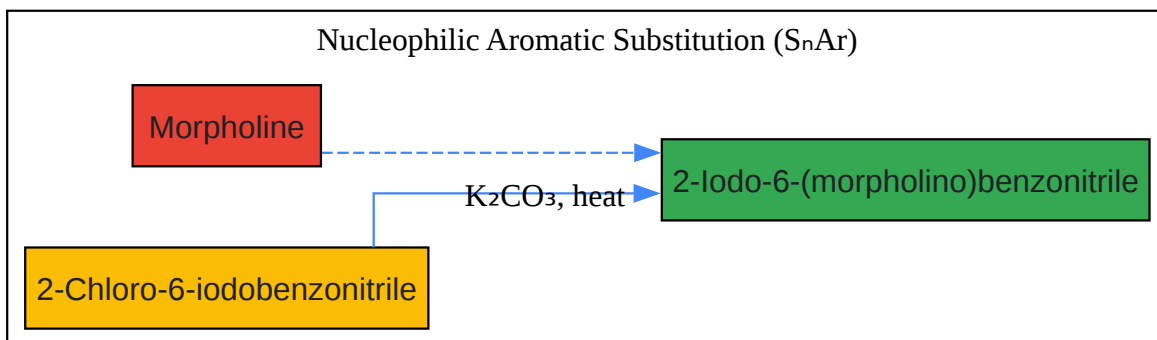 Nucleophilic Aromatic Substitution (SₙAr)
Morpholine
2-Iodo-6-(morpholino)benzonitrile
K₂CO₃, heat
2-Chloro-6-iodobenzonitrile